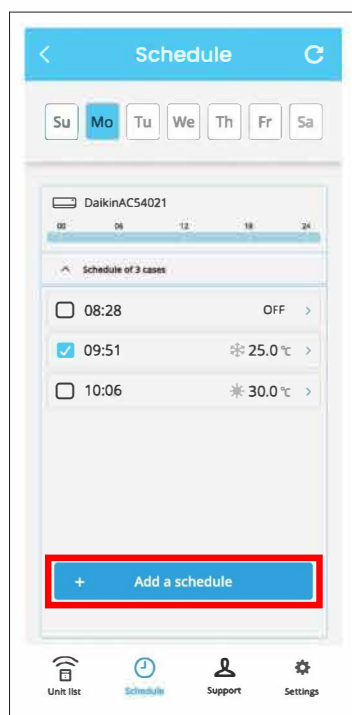 Schedule
Su Mo Tu We Th Fr Sa
DaikinAC54021
00 06 12 18 24
Schedule of 3 cases
08:28 OFF
09:51 25.0 °C
10:06 30.0 °C
+ Add a schedule
Unit list Schedule Support Settings